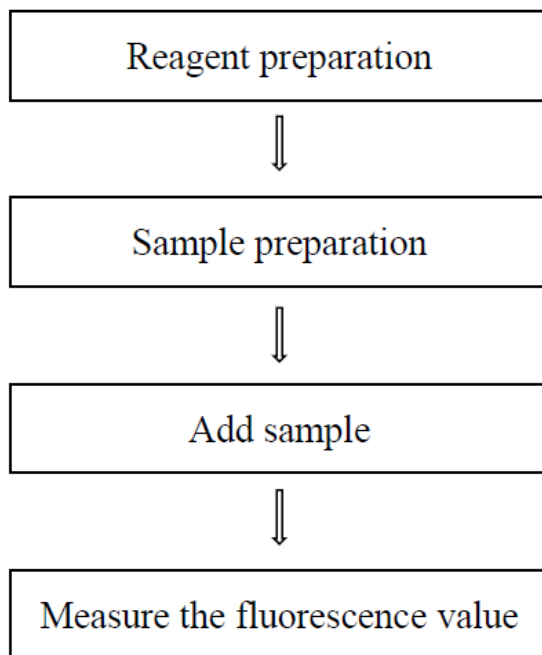 Reagent preparation
Sample preparation
Add sample
Measure the fluorescence value